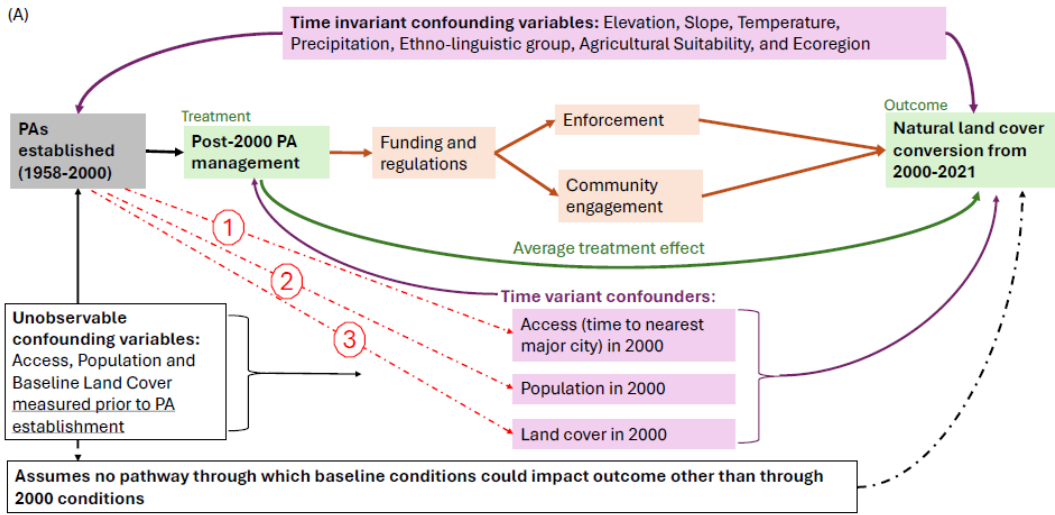 (A)
Time invariant confounding variables: Elevation, Slope, Temperature,
Precipitation, Ethno-linguistic group, Agricultural Suitability, and Ecoregion
PAs
established
(1958-2000)
Treatment
Post-2000 PA
management
Funding and
regulations
Enforcement
Community
engagement
Outcome
Natural land cover
conversion from
2000-2021
Average treatment effect
1
2
3
Time variant confounders:
Access (time to nearest
major city) in 2000
Population in 2000
Land cover in 2000
Unobservable
confounding variables:
Access, Population and
Baseline Land Cover
measured prior to PA
establishment
Assumes no pathway through which baseline conditions could impact outcome other than through
2000 conditions